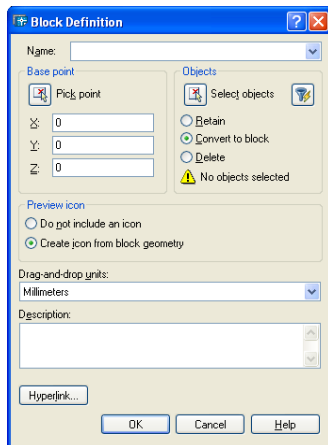 Block Definition
Name:
Base point
Pick point
X: 0
Y: 0
Z: 0
Objects
Select objects
Retain
Convert to block
Delete
No objects selected
Preview icon
Do not include an icon
Create icon from block geometry
Drag-and-drop units:
Millimeters
Description:
Hyperlink...
OK Cancel Help